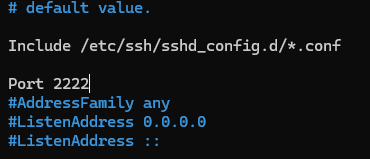 # default value.
Include /etc/ssh/sshd_config.d/*.conf
Port 2222
#AddressFamily any
#ListenAddress 0.0.0.0
#ListenAddress ::